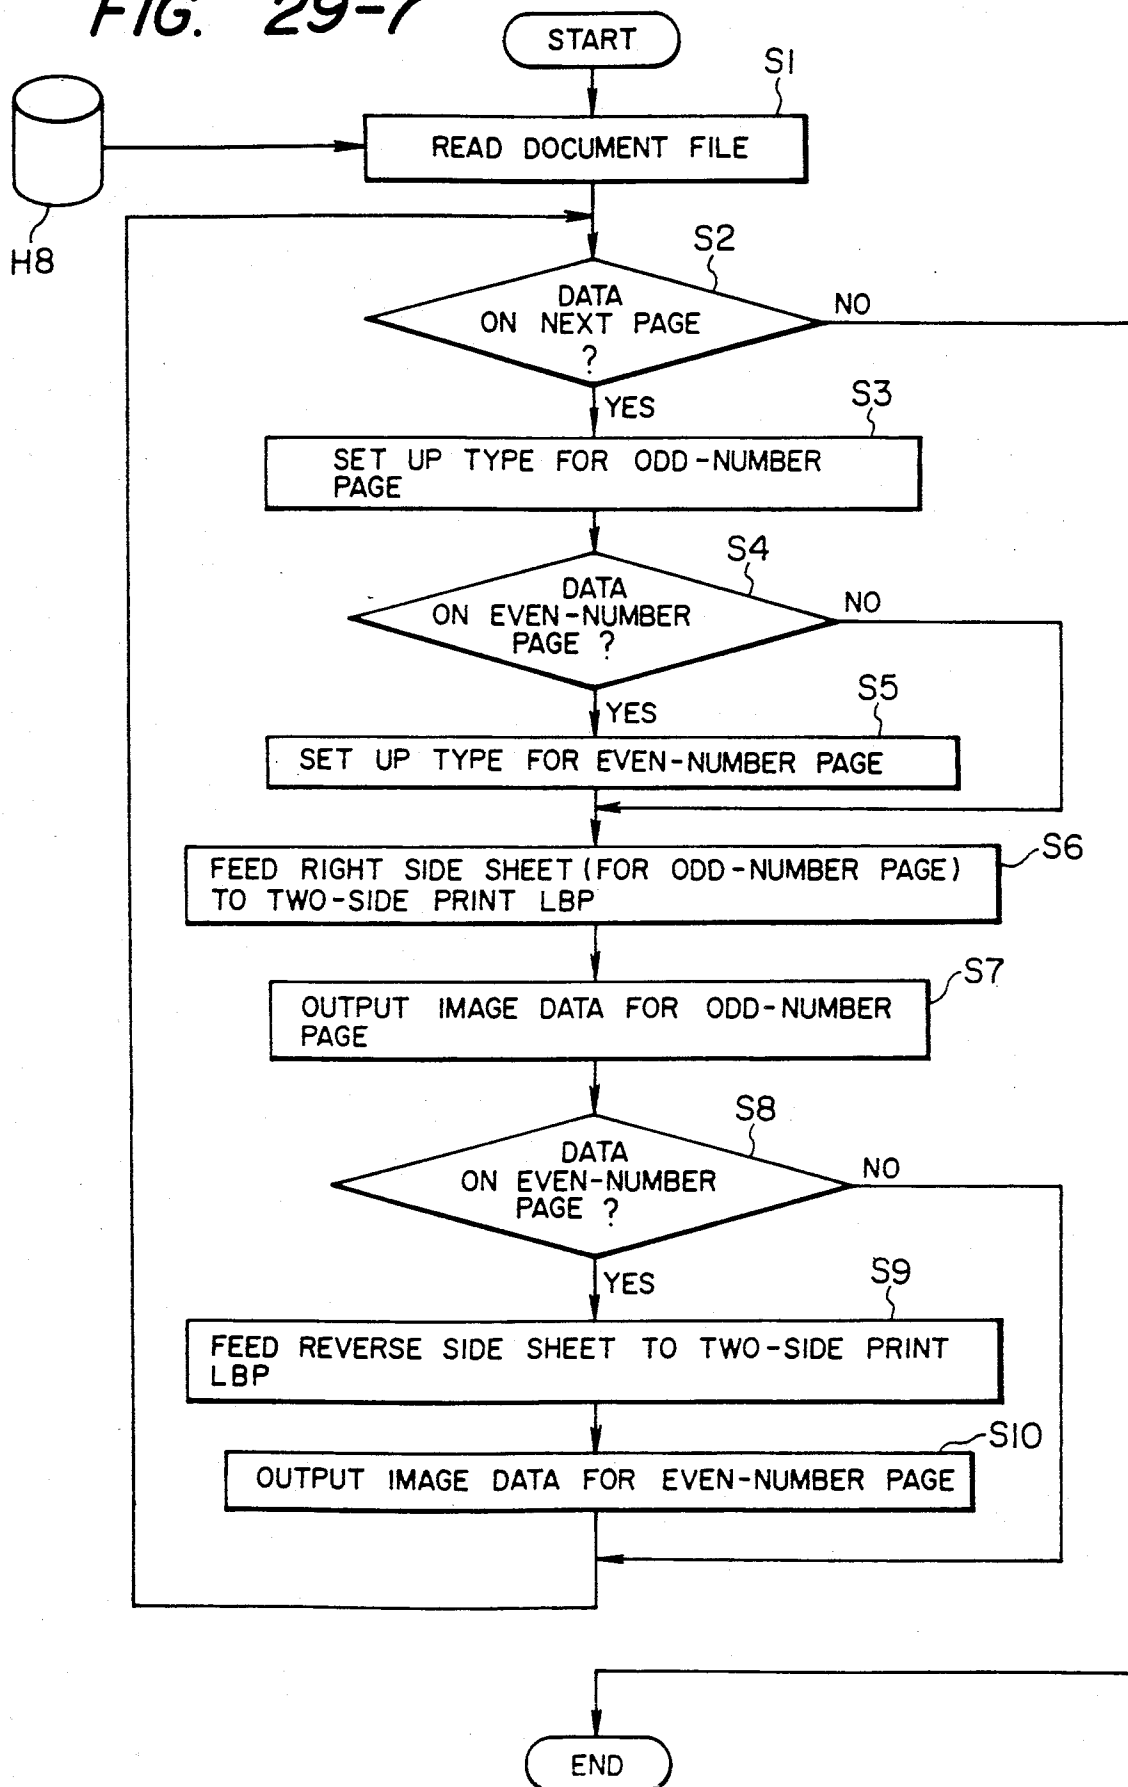 FIG. 29-7
START
S1
READ DOCUMENT FILE
H8
S2
DATA
ON NEXT PAGE
?
NO
YES
S3
SET UP TYPE FOR ODD-NUMBER
PAGE
S4
DATA
ON EVEN-NUMBER
PAGE ?
NO
YES
S5
SET UP TYPE FOR EVEN-NUMBER PAGE
S6
FEED RIGHT SIDE SHEET (FOR ODD-NUMBER PAGE)
TO TWO-SIDE PRINT LBP
S7
OUTPUT IMAGE DATA FOR ODD-NUMBER
PAGE
S8
DATA
ON EVEN-NUMBER
PAGE ?
NO
YES
S9
FEED REVERSE SIDE SHEET TO TWO-SIDE PRINT
LBP
S10
OUTPUT IMAGE DATA FOR EVEN-NUMBER PAGE
END